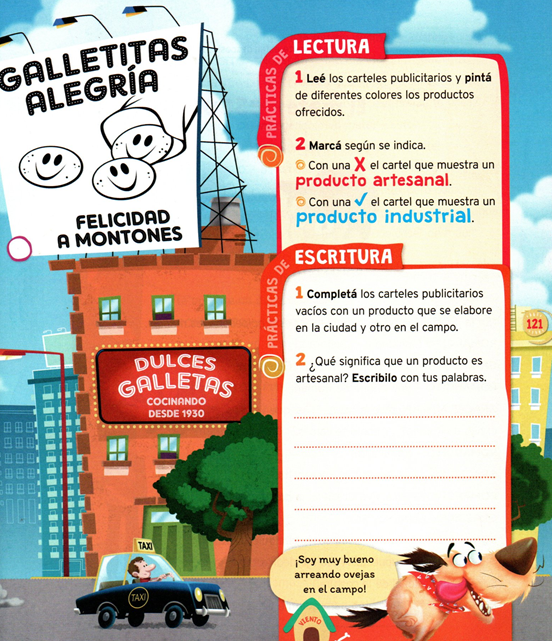 GALLETITAS
ALEGRÍA
FELICIDAD
A MONTONES
DULCES
GALLETAS
COCINANDO
DESDE 1930
TAXI
TAXI
PRÁCTICAS DE LECTURA
1 Leé los carteles publicitarios y pintá
de diferentes colores los productos
ofrecidos.
2 Marcá según se indica.
Con una X el cartel que muestra un
producto artesanal.
Con una ✓ el cartel que muestra un
producto industrial.
PRÁCTICAS DE ESCRITURA
1 Completá los carteles publicitarios
vacíos con un producto que se elabore
en la ciudad y otro en el campo.
2 ¿Qué significa que un producto es
artesanal? Escribilo con tus palabras.
121
¡Soy muy bueno
arreando ovejas
en el campo!
VIENTO